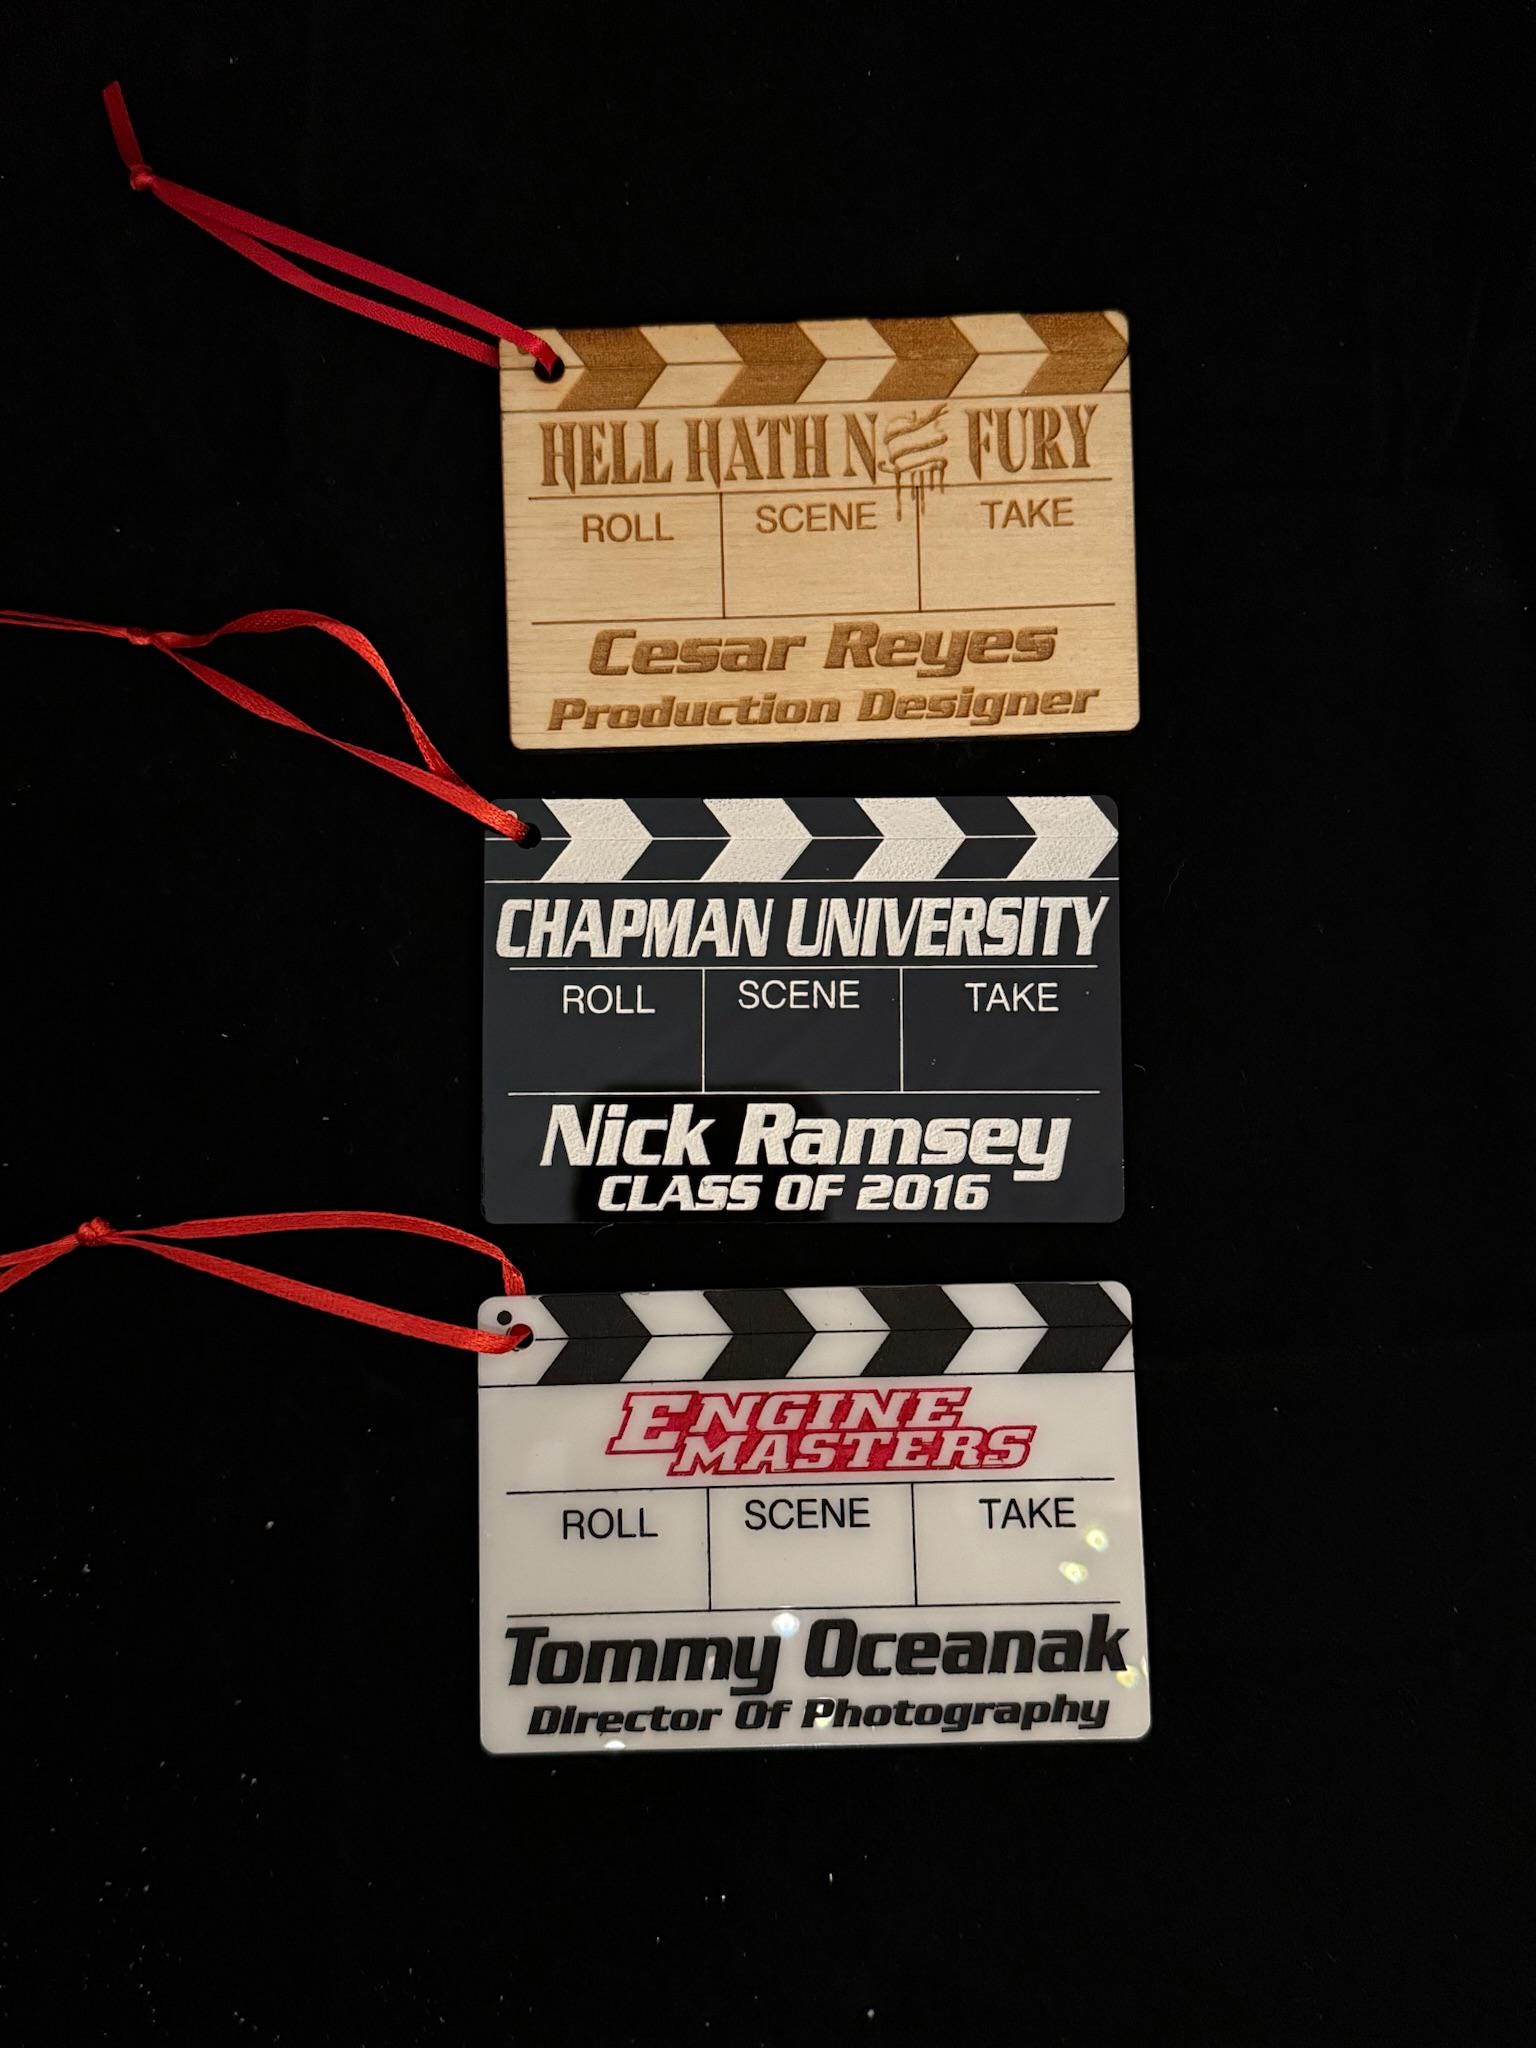 HELL HATH NO FURY
ROLL SCENE TAKE
Cesar Reyes
Production Designer
CHAPMAN UNIVERSITY
ROLL SCENE TAKE
Nick Ramsey
CLASS OF 2016
ENGINE
MASTERS
ROLL SCENE TAKE
Tommy Oceanak
Director Of Photography